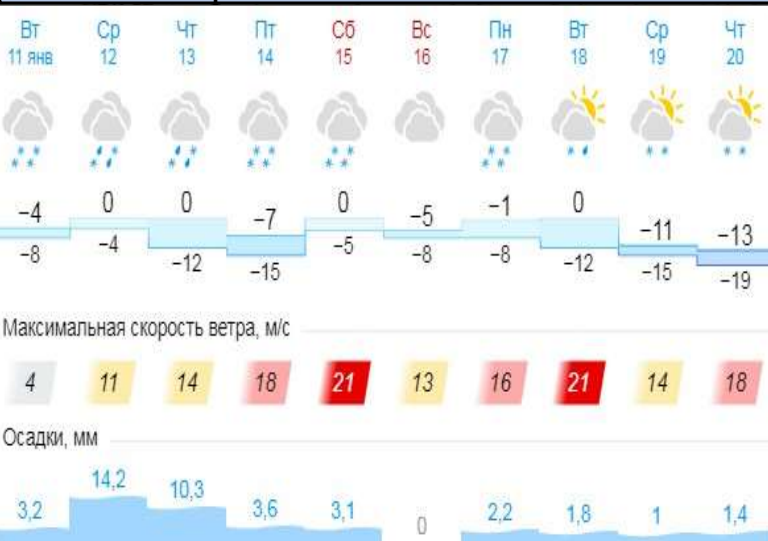 Вт Ср Чт Пт Сб Вс Пн Вт Ср Чт
11 янв 12 13 14 15 16 17 18 19 20
−4 0 0 −7 0 −5 −1 0 −11 −13
−8 −4 −12 −15 −5 −8 −8 −12 −15 −19
Максимальная скорость ветра, м/с
4 11 14 18 21 13 16 21 14 18
Осадки, мм
3,2 14,2 10,3 3,6 3,1 0 2,2 1,8 1 1,4